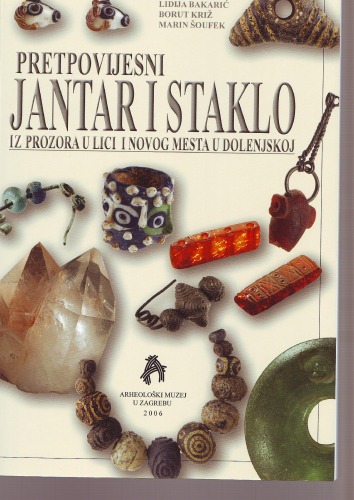 LIDIJA BAKARIĆ
BORUT KRIŽ
MARIN ŠOUFEK
PRETPOVIJESNI
JANTAR I STAKLO
IZ PROZORA U LICI I NOVOG MESTA U DOLENJSKOJ
ARHEOLOŠKI MUZEJ
U ZAGREBU
2006